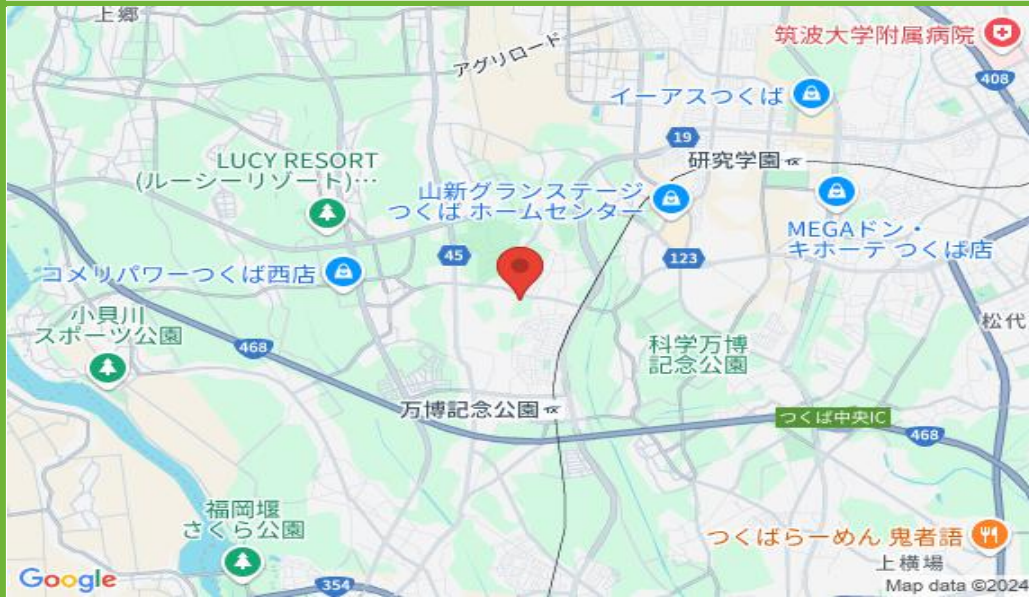 上郷
筑波大学附属病院
アグリロード
408
イーアスつくば
19
研究学園
LUCY RESORT
(ルーシーリゾート)…
山新グランステージ
つくば ホームセンター
MEGAドン・
キホーテ つくば店
45
123
コメリパワーつくば西店
小貝川
スポーツ公園
松代
468
科学万博
記念公園
万博記念公園
つくば中央IC
468
福岡堰
さくら公園
つくばらーめん 鬼者語
上横場
354
Google
Map data ©2024